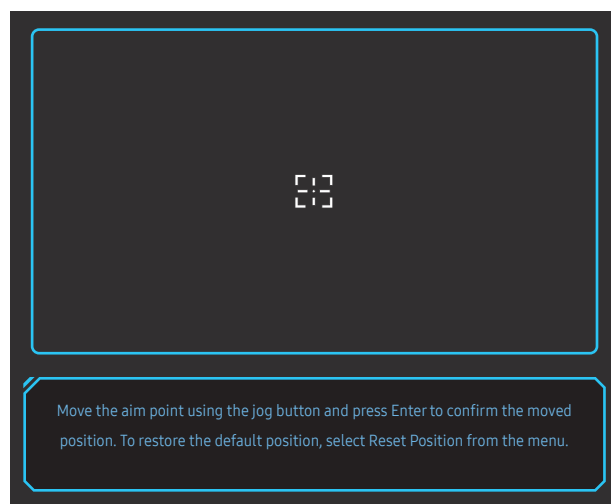 Move the aim point using the jog button and press Enter to confirm the moved
position. To restore the default position, select Reset Position from the menu.